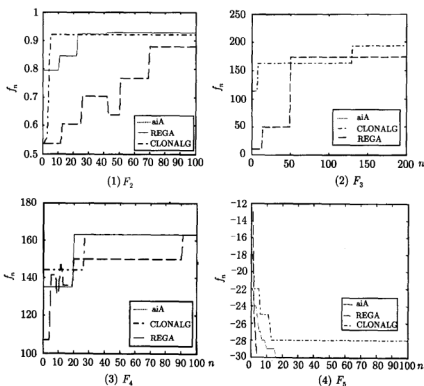 1
0.9
0.8
0.7
0.6
0.5
f_n
aiA
REGA
CLONALG
0 10 20 30 40 50 60 70 80 90 100 n
(1) F_2
250
200
150
100
50
0
f_n
aiA
CLONALG
REGA
0 50 100 150 200 n
(2) F_3
180
160
140
120
100
f_n
aiA
CLONALG
REGA
0 10 20 30 40 50 60 70 80 90 100 n
(3) F_4
-12
-14
-16
-18
-20
-22
-24
-26
-28
-30
f_n
aiA
REGA
CLONALG
0 10 20 30 40 50 60 70 80 90 100 n
(4) F_5